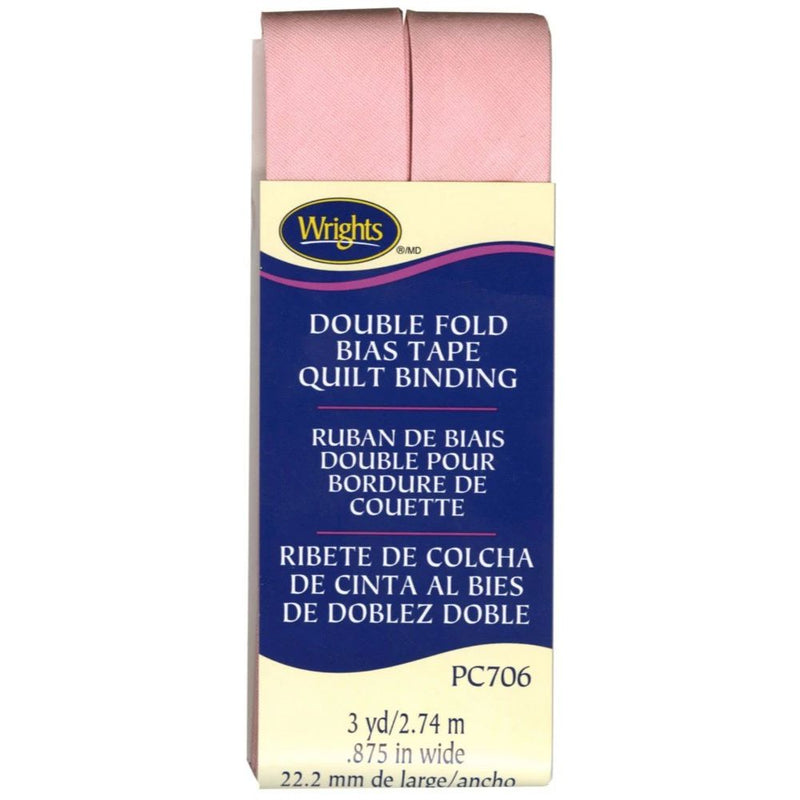 Wrights
®/MD
DOUBLE FOLD
BIAS TAPE
QUILT BINDING
RUBAN DE BIAIS
DOUBLE POUR
BORDURE DE
COUETTE
RIBETE DE COLCHA
DE CINTA AL BIES
DE DOBLEZ DOBLE
PC706
3 yd/2.74 m
.875 in wide
22.2 mm de large/ancho